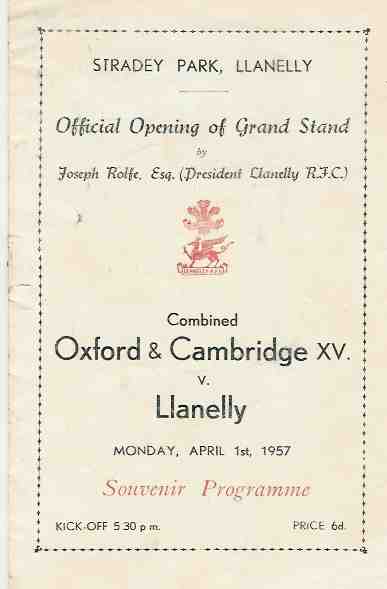 STRADEY PARK, LLANELLY
Official Opening of Grand Stand
by
Joseph Rolfe, Esq. (President Llanelly R.F.C.)
Combined
Oxford & Cambridge XV.
v.
Llanelly
MONDAY, APRIL 1st, 1957
Souvenir Programme
KICK-OFF 5 30 p m. PRICE 6d.